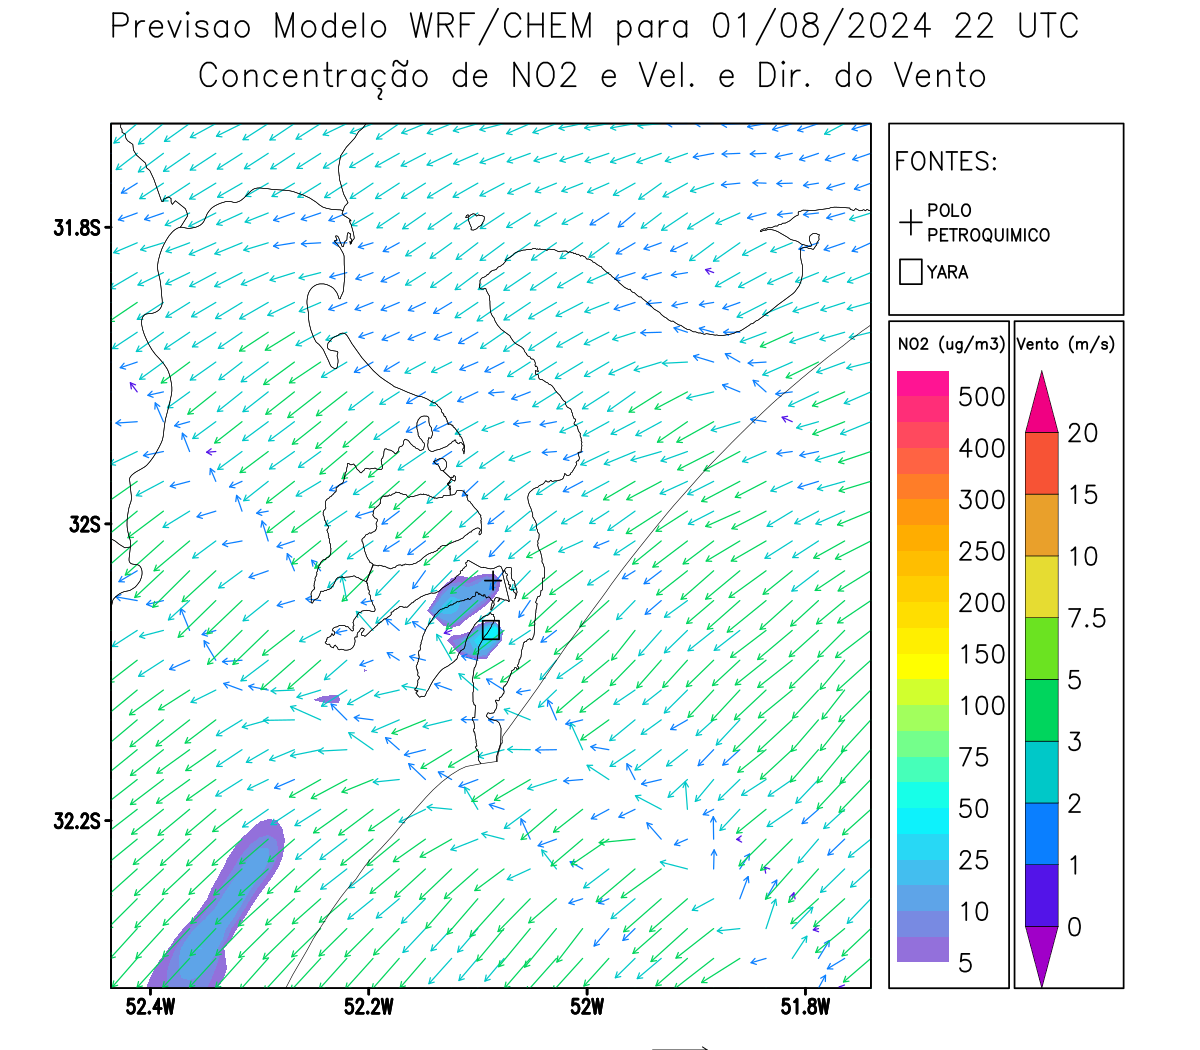 Previsao Modelo WRF/CHEM para 01/08/2024 22 UTC
Concentração de NO2 e Vel. e Dir. do Vento
31.8S
32S
32.2S
52.4W
52.2W
52W
51.8W
FONTES:
POLO
PETROQUIMICO
YARA
NO2 (ug/m3)
500
400
300
250
200
150
100
75
50
25
10
5
Vento (m/s)
20
15
10
7.5
5
3
2
1
0